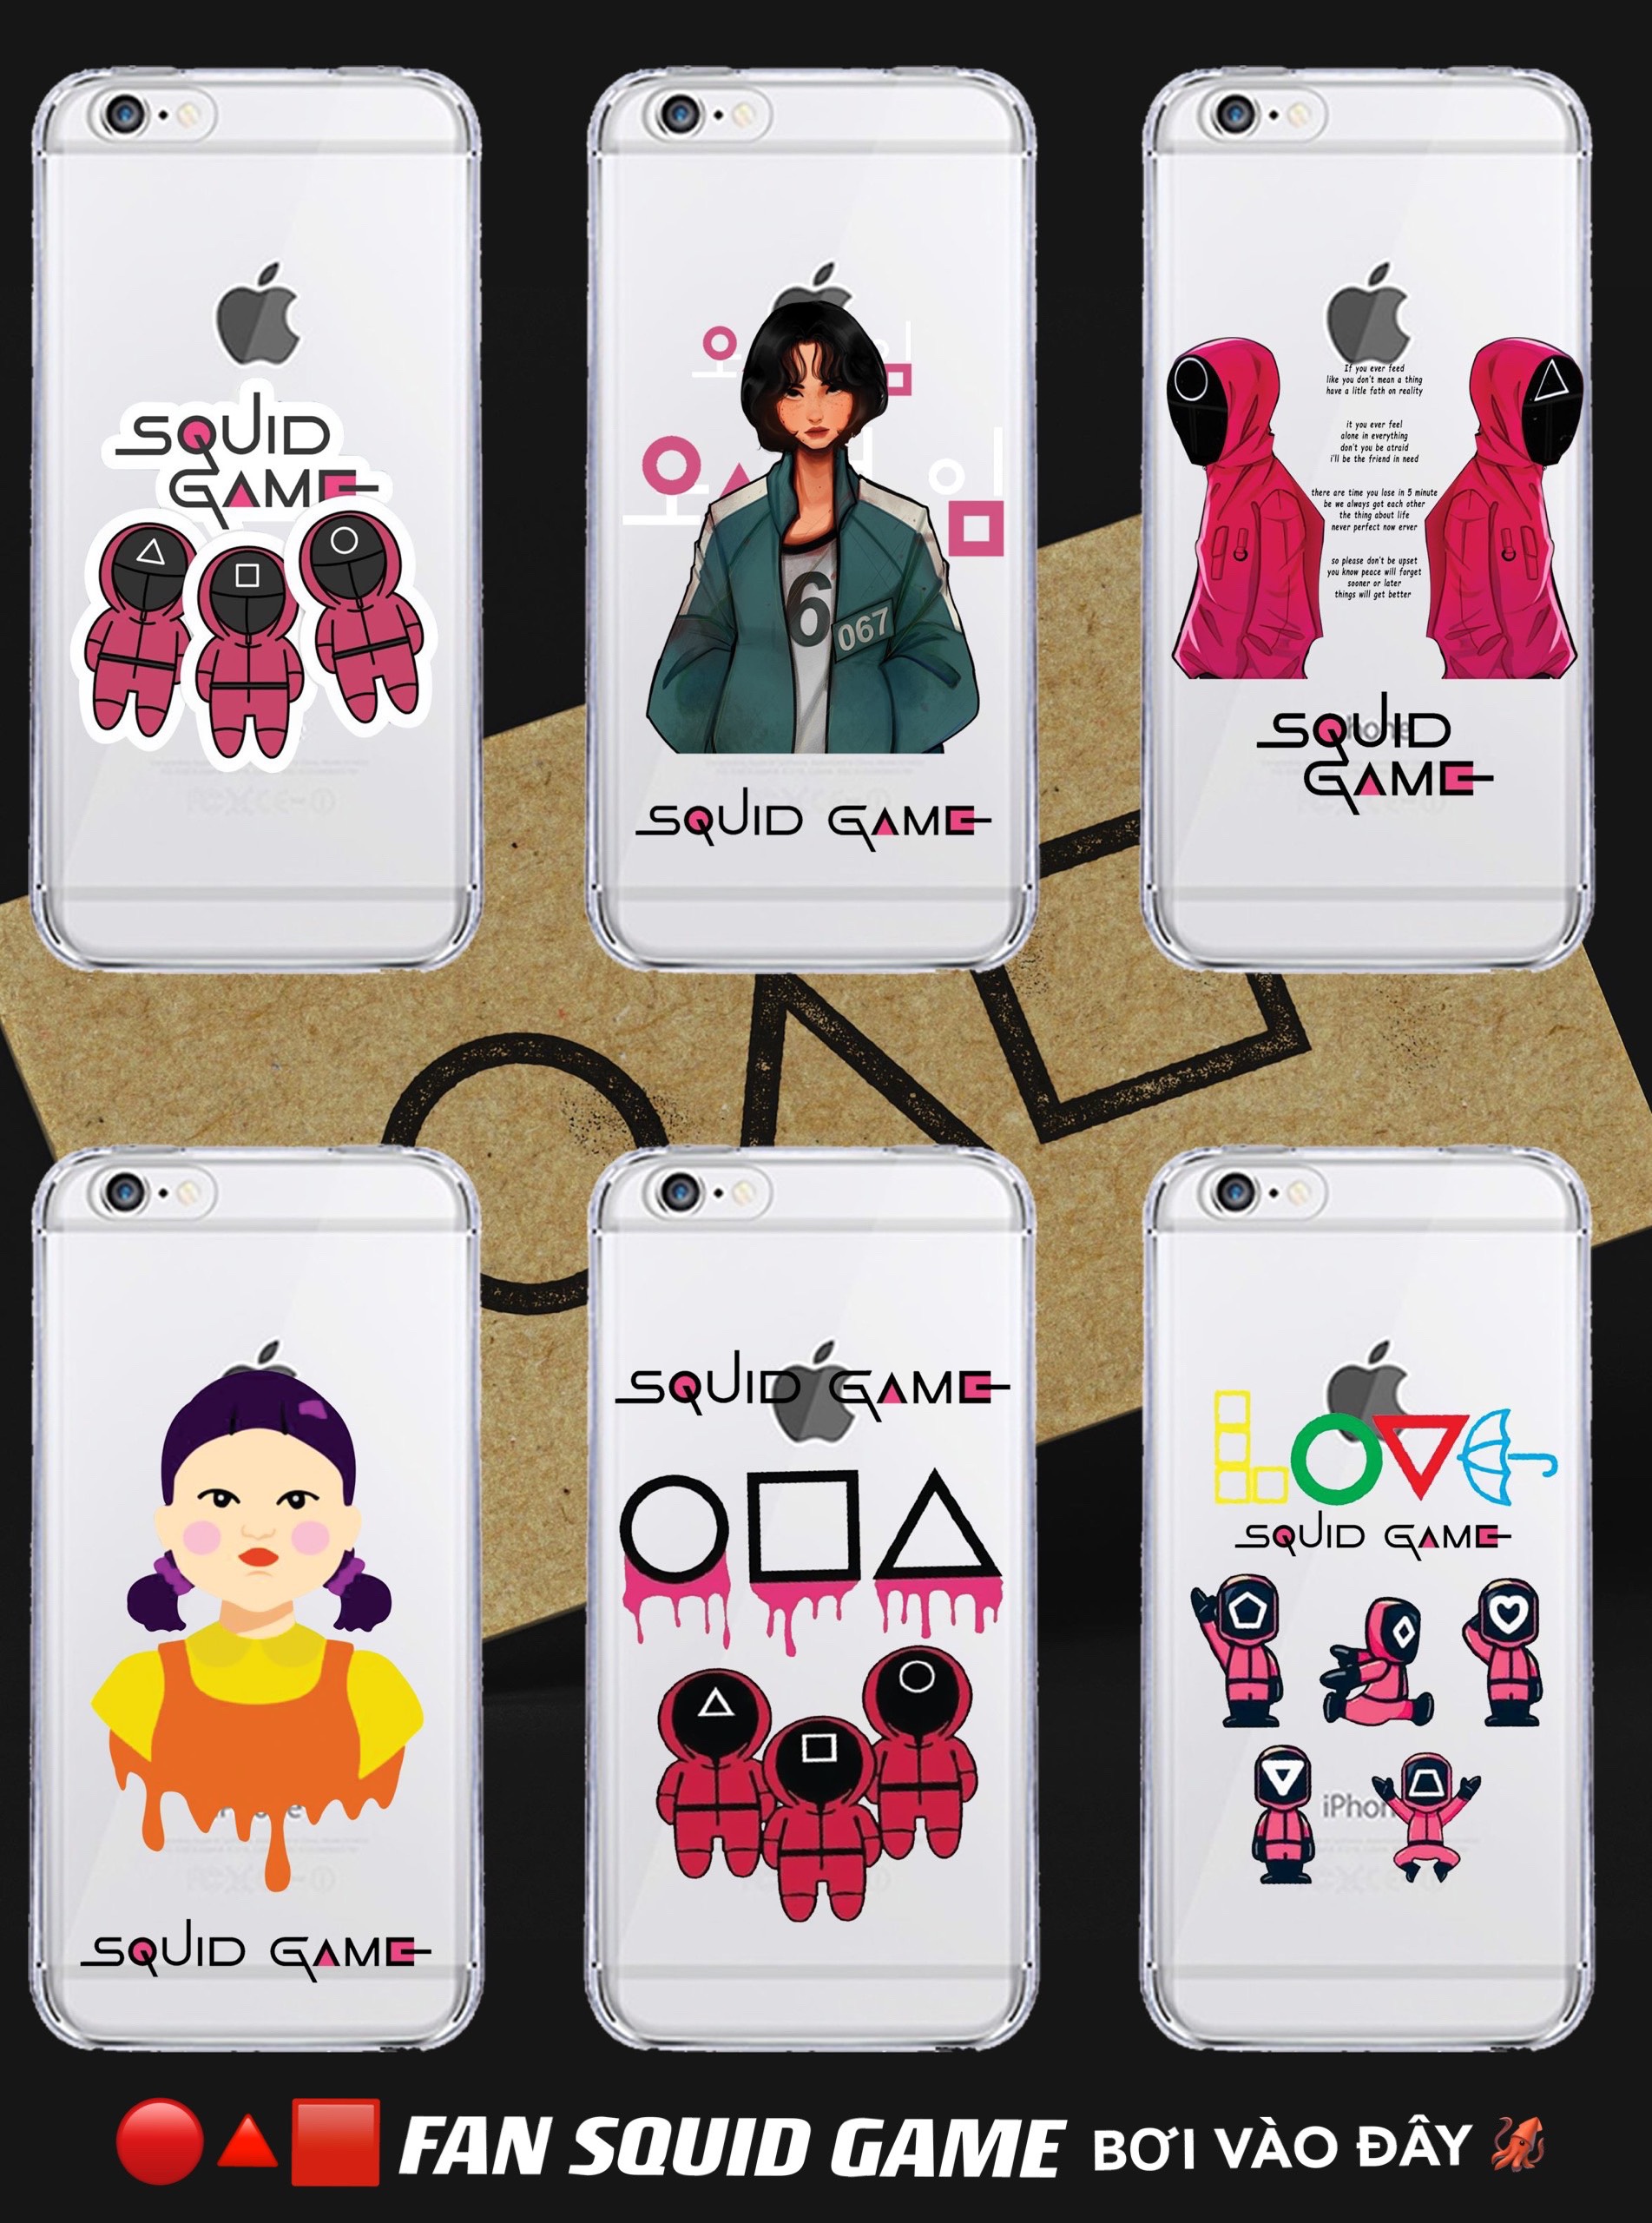 SQUID
GAME
6
067
SQUID GAME
If you ever feed
like you don't mean a thing
have a litle fath on reality
it you ever feel
alone in everything
don't you be atraid
i'll be the friend in need
there are time you lose in 5 minute
be we always got each other
the thing about life
never perfect now erver
so please don't be upset
you know peace will forget
sooner or later
things will get better
SQUID
GAME
SQUID GAME
SQUID GAME
LOVE
SQUID GAME
iPhon
FAN SQUID GAME BƠI VÀO ĐÂY